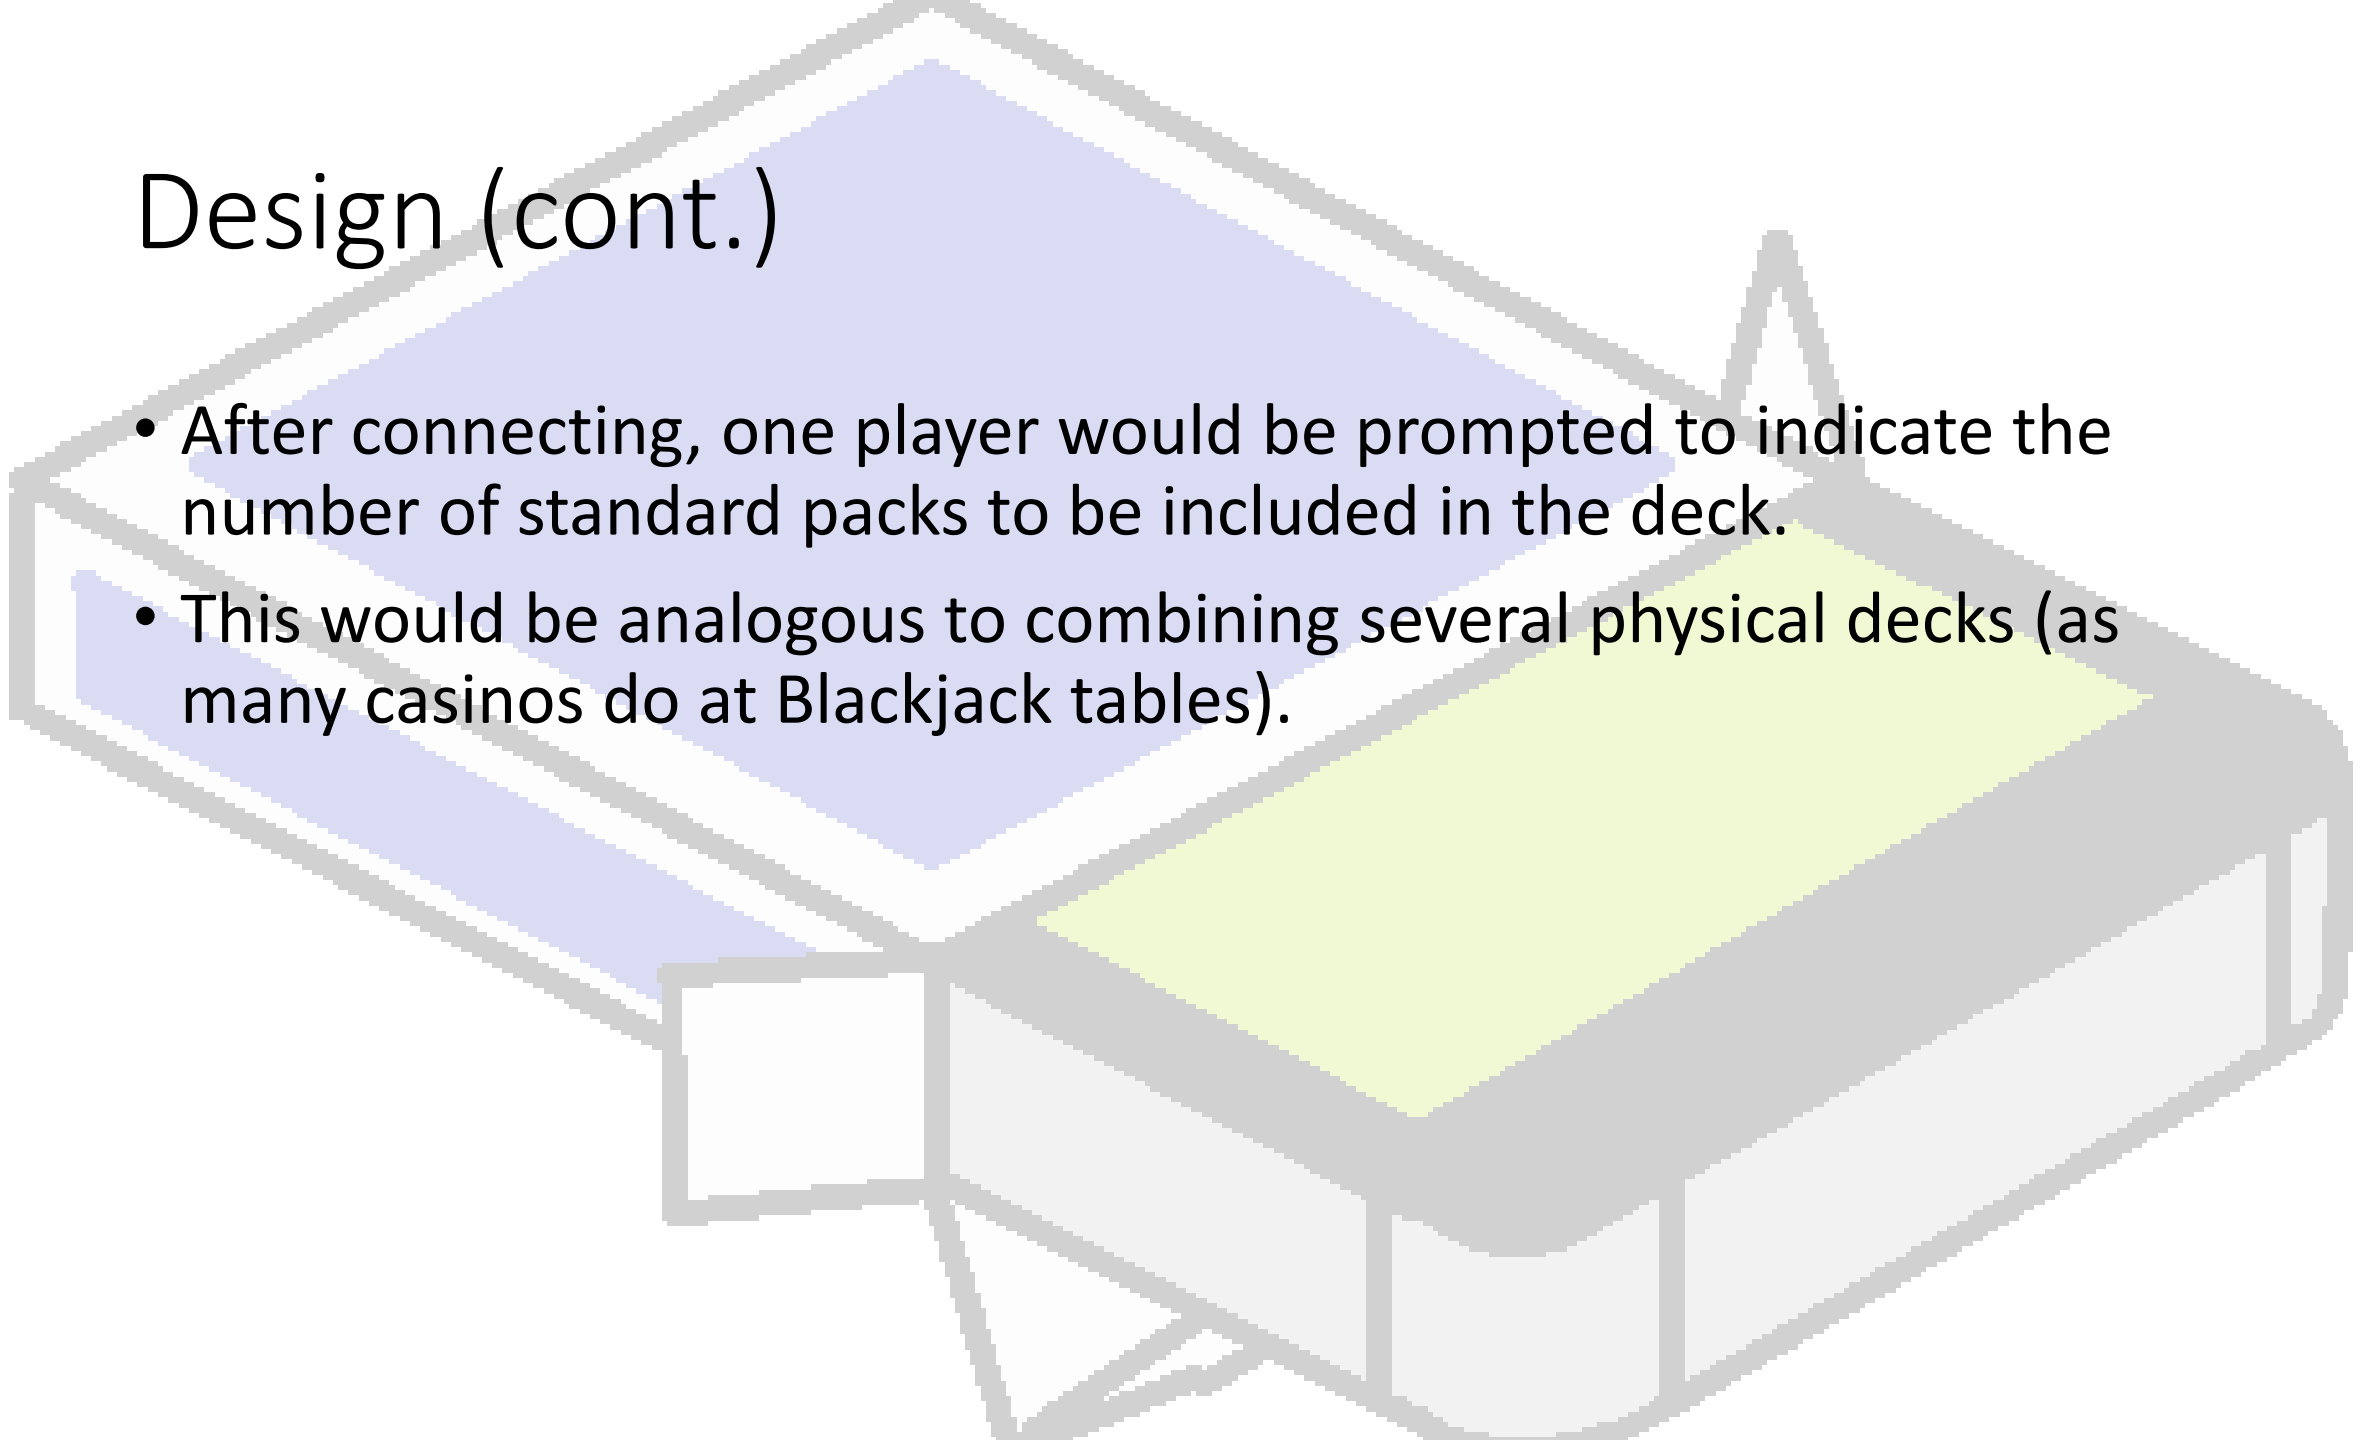 Design (cont.)
• After connecting, one player would be prompted to indicate the
number of standard packs to be included in the deck.
• This would be analogous to combining several physical decks (as
many casinos do at Blackjack tables).